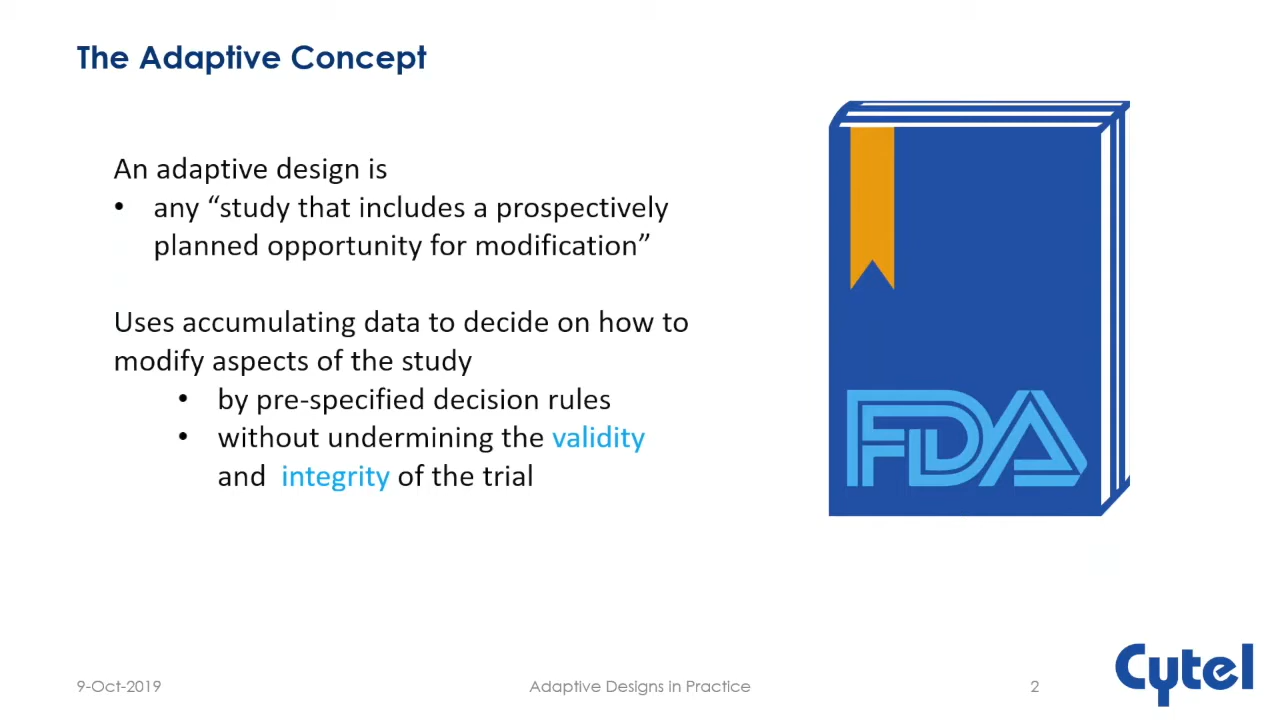 The Adaptive Concept
An adaptive design is
• any “study that includes a prospectively
planned opportunity for modification”
Uses accumulating data to decide on how to
modify aspects of the study
• by pre-specified decision rules
• without undermining the validity
and integrity of the trial
FDA
9-Oct-2019
Adaptive Designs in Practice
2
Cytel